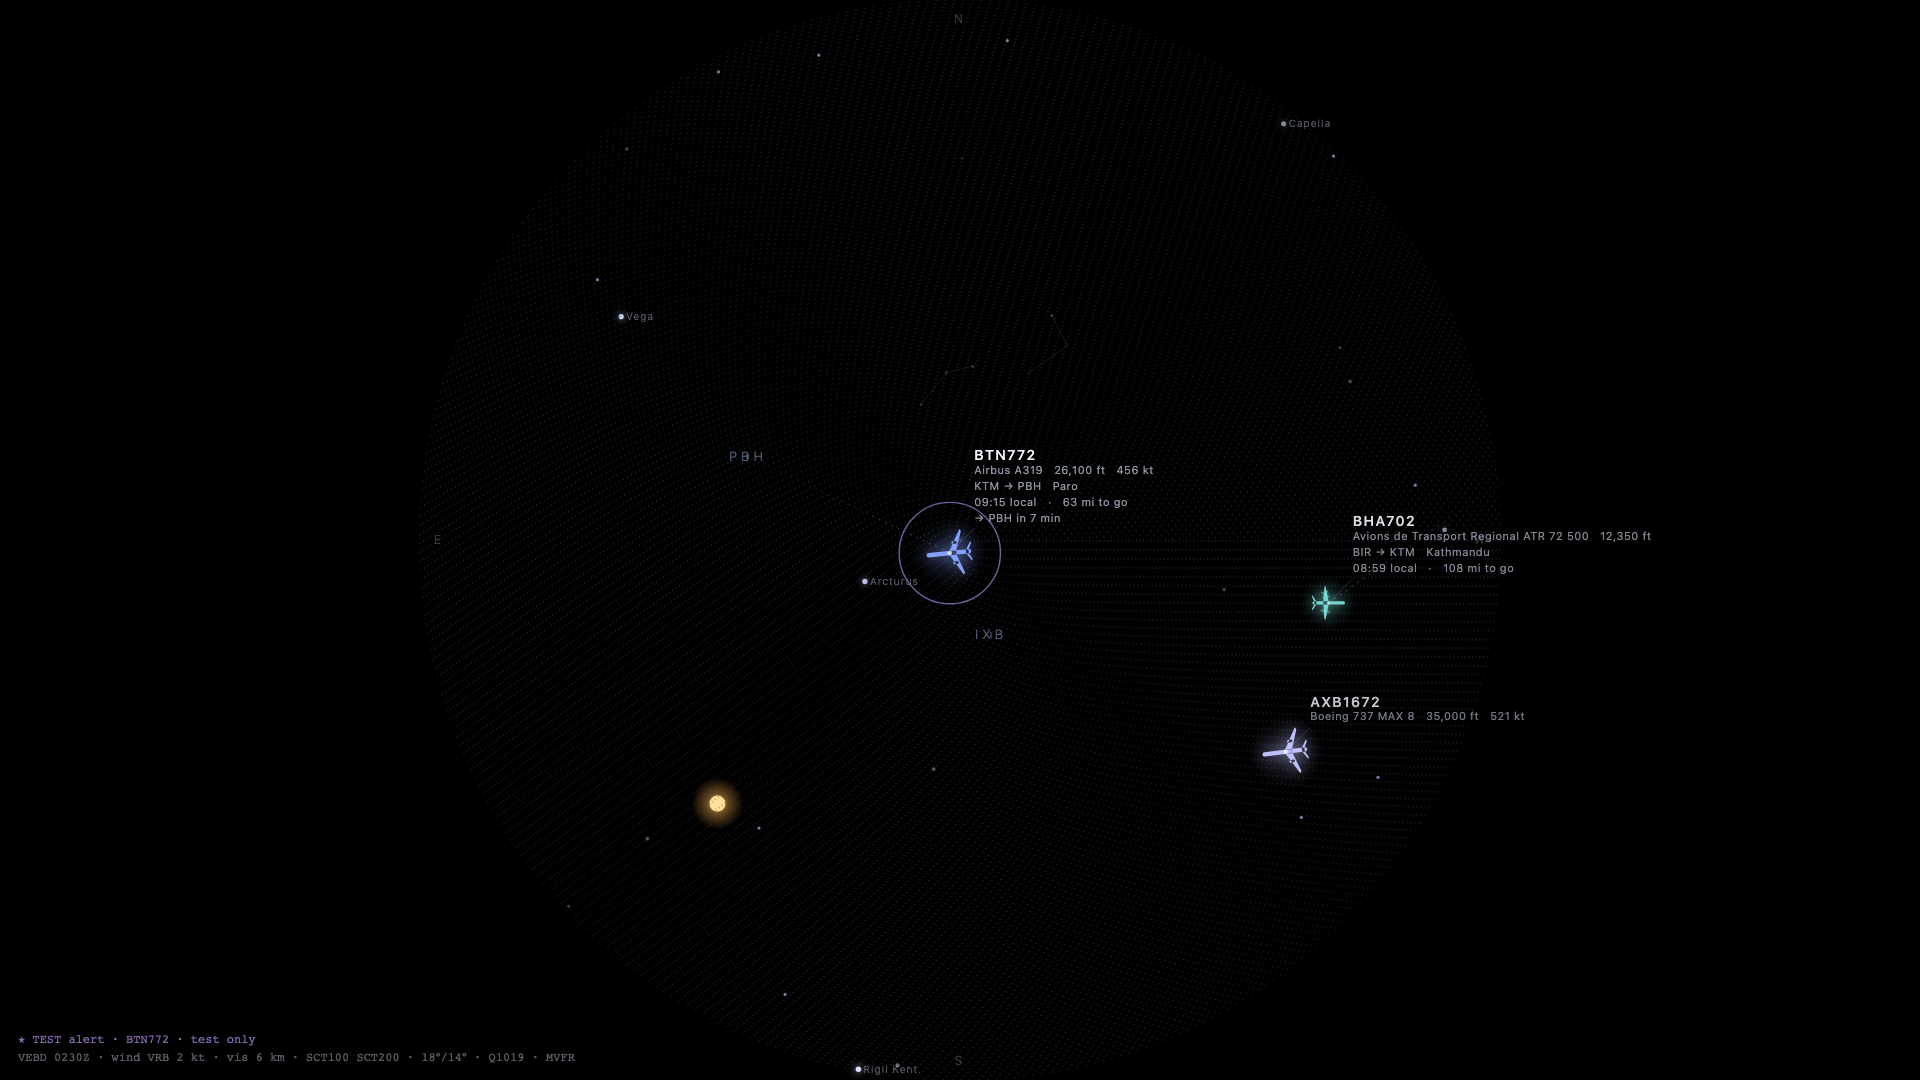 N
Capella
Vega
PBH
BTN772
Airbus A319 26,100 ft 456 kt
KTM → PBH Paro
09:15 local · 63 mi to go
→ PBH in 7 min
E
BHA702
Avions de Transport Regional ATR 72 500 12,350 ft
BIR → KTM Kathmandu
08:59 local · 108 mi to go
W
Arcturus
IXB
AXB1672
Boeing 737 MAX 8 35,000 ft 521 kt
★ TEST alert · BTN772 · test only
VEBD 0230Z · wind VRB 2 kt · vis 6 km · SCT100 SCT200 · 18°/14° · Q1019 · MVFR
S
Rigil Kent.